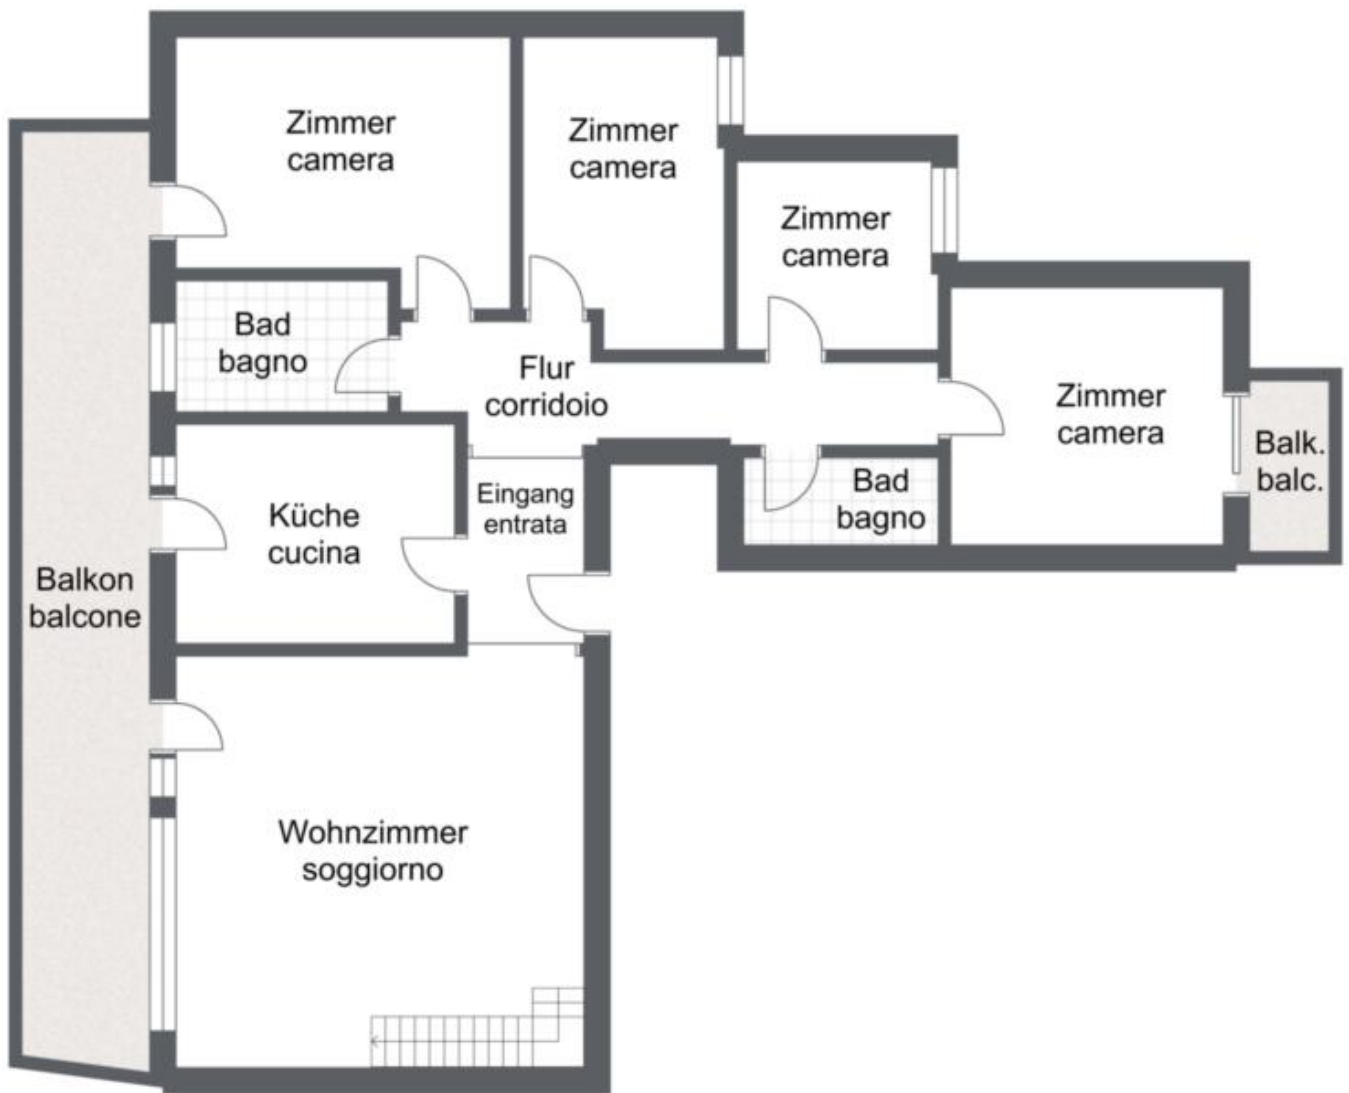 Zimmer
camera
Zimmer
camera
Zimmer
camera
Zimmer
camera
Bad
bagno
Flur
corridoio
Balk.
balc.
Eingang
entrata
Bad
bagno
Küche
cucina
Balkon
balcone
Wohnzimmer
soggiorno